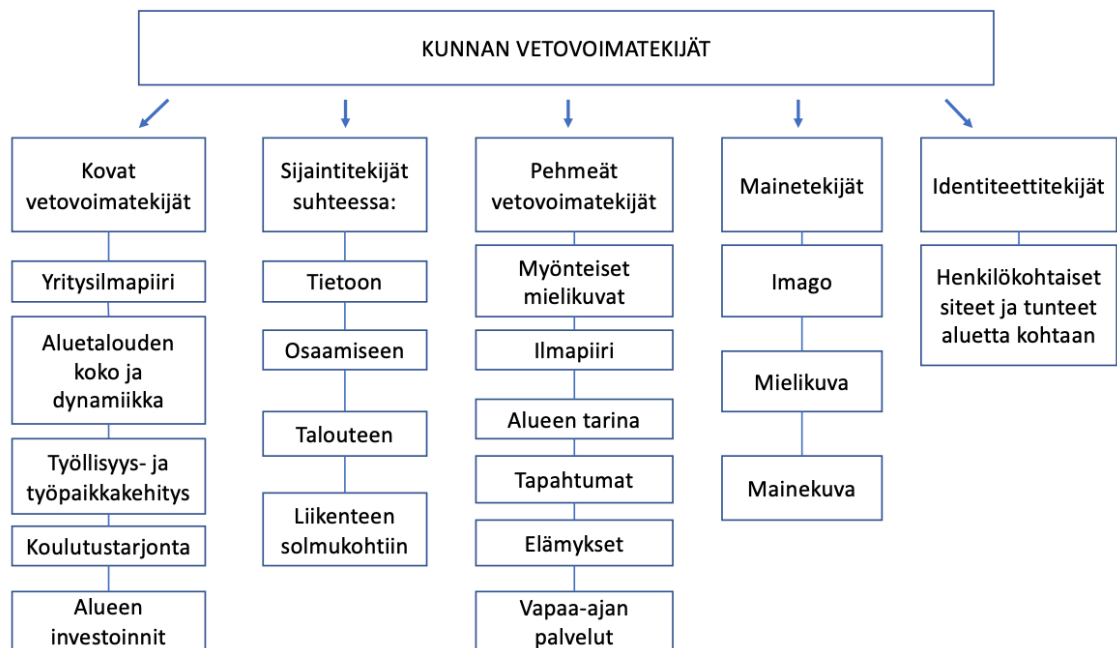 KUNNAN VETOVOIMATEKIJÄT
Kovat
vetovoimatekijät
Yritysilmapiiri
Aluetalouden
koko ja
dynamiikka
Työllisyys- ja
työpaikkakehitys
Koulutustarjonta
Alueen
investoinnit
Sijaintitekijät
suhteessa:
Tietoon
Osaamiseen
Talouteen
Liikenteen
solmukohtiin
Pehmeät
vetovoimatekijät
Myönteiset
mielikuvat
Ilmapiiri
Alueen tarina
Tapahtumat
Elämykset
Vapaa-ajan
palvelut
Mainetekijät
Imago
Mielikuva
Mainekuva
Identiteettitekijät
Henkilökohtaiset
siteet ja tunteet
aluetta kohtaan